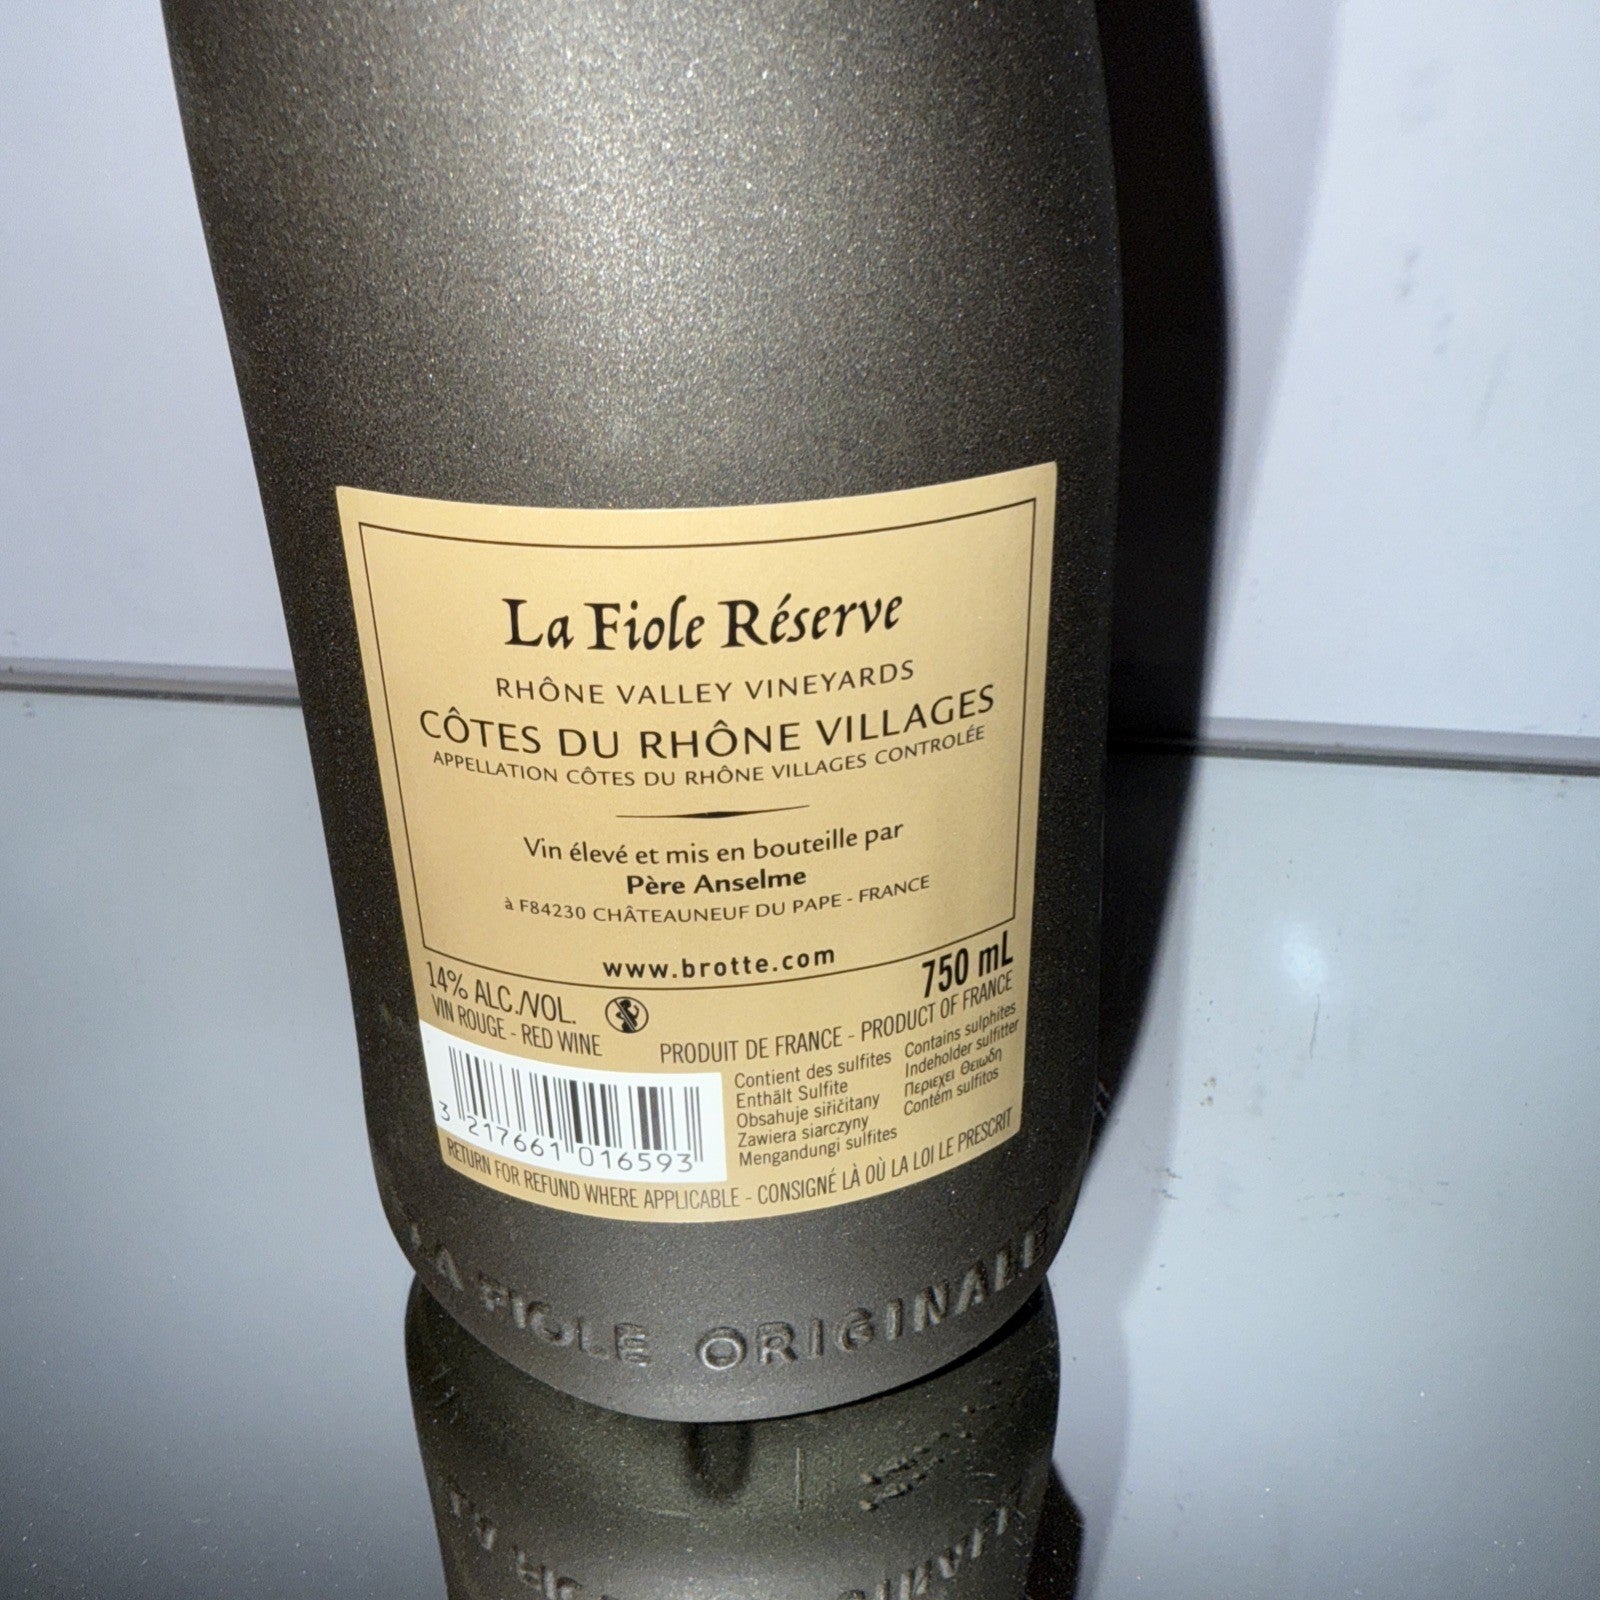 La Fiole Réserve
RHÔNE VALLEY VINEYARDS
CÔTES DU RHÔNE VILLAGES
APPELLATION CÔTES DU RHÔNE VILLAGES CONTROLÉE
Vin élevé et mis en bouteille par
Père Anselme
à F84230 CHÂTEAUNEUF DU PAPE - FRANCE
www.brotte.com
14% ALC./VOL.
VIN ROUGE - RED WINE
750 mL
PRODUIT DE FRANCE - PRODUCT OF FRANCE
Contient des sulfites
Enthält Sulfite
Obsahuje siřičitany
Zawiera siarczyny
Mengandungi sulfites
Contains sulphites
Indeholder sulfitter
Περιεχει Θειωδη
Contém sulfitos
3 217661 016593
RETURN FOR REFUND WHERE APPLICABLE - CONSIGNÉ LÀ OÙ LA LOI LE PRESCRIT
LA FIOLE ORIGINALE